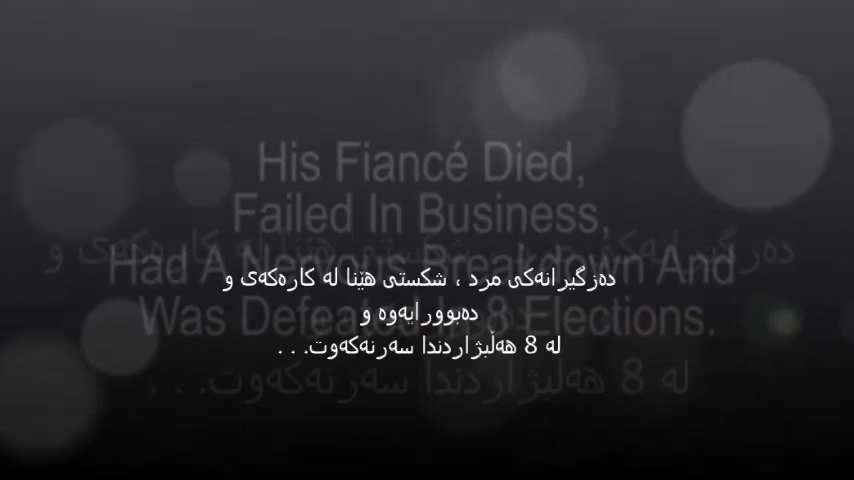 His Fiancé Died,
Failed In Business,
Had A Nervous Breakdown And
Was Defeated In 8 Elections.
دەزگیرانەکی مرد ، شکستی هێنا لە کارەکەی و
دەبوورایەوە و
لە 8 هەڵبژاردندا سەرنەکەوت. . .